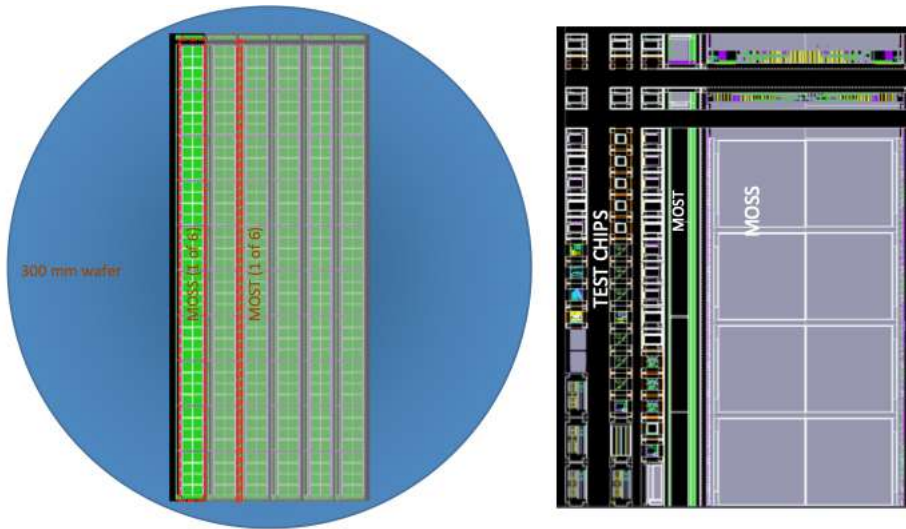 300 mm wafer
MOSS (1 of 6)
MOST (1 of 6)
TEST CHIPS
MOST
MOSS